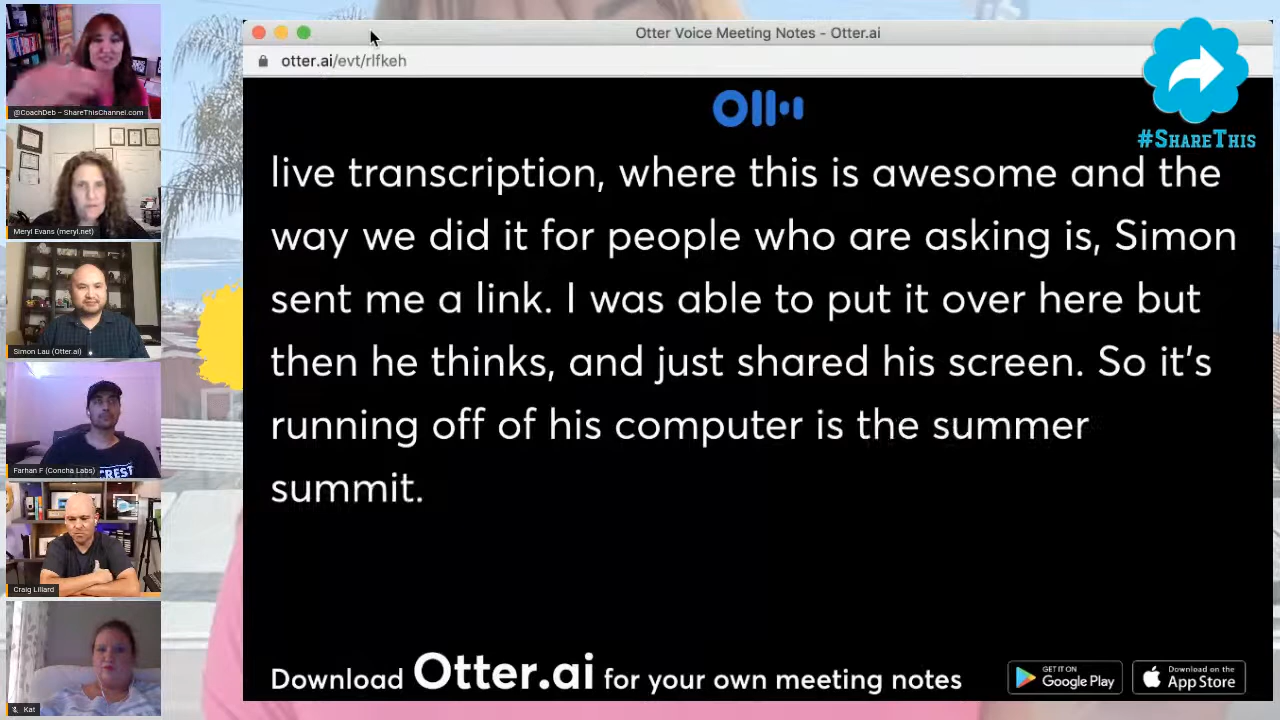 Otter Voice Meeting Notes - Otter.ai
otter.ai/evt/rlfkeh
#SHARETHIS
live transcription, where this is awesome and the
way we did it for people who are asking is, Simon
sent me a link. I was able to put it over here but
then he thinks, and just shared his screen. So it's
running off of his computer is the summer
summit.
Download Otter.ai for your own meeting notes
GET IT ON
Google Play
Download on the
App Store
@CoachDeb – ShareThisChannel.com
Meryl Evans (meryl.net)
Simon Lau (Otter.ai)
Farhan F (Concha Labs)
REST
Craig Lillard
Kat